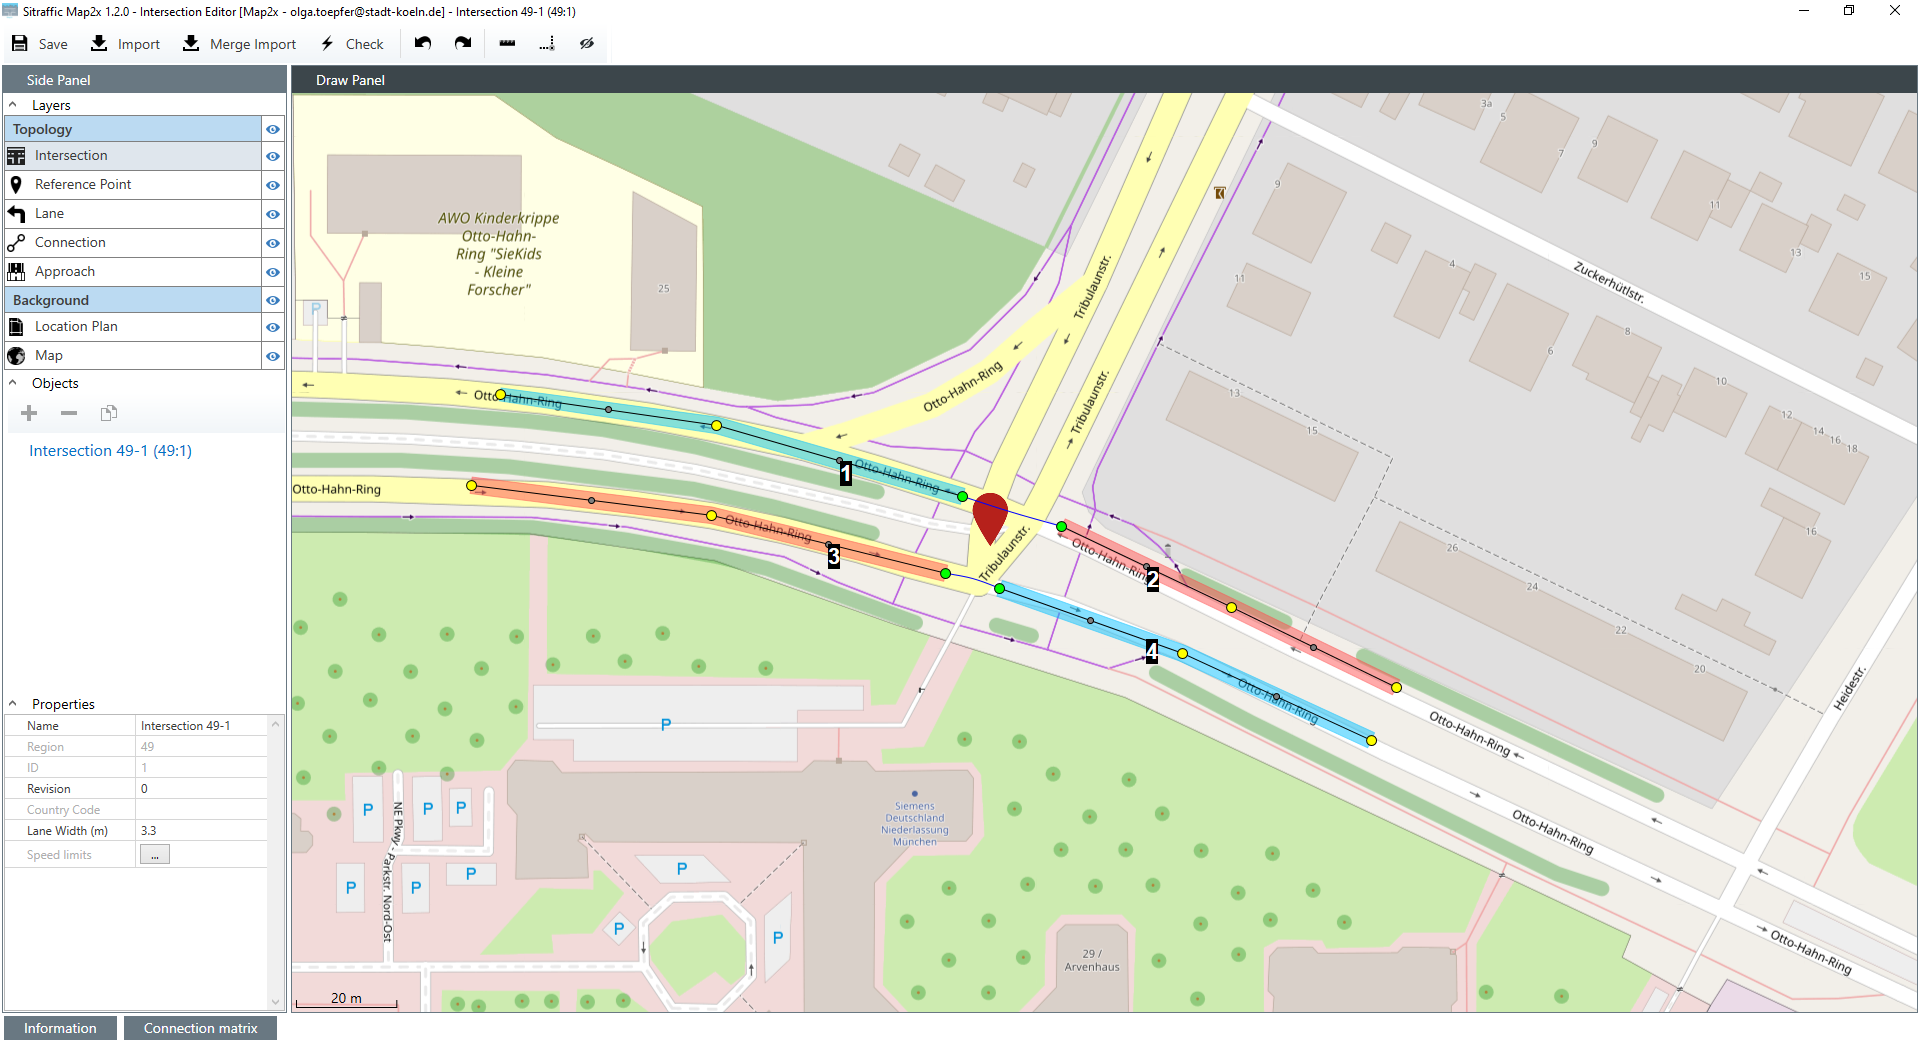 Sitraffic Map2x 1.2.0 - Intersection Editor [Map2x - olga.toepfer@stadt-koeln.de] - Intersection 49-1 (49:1)
Save
Import
Merge Import
Check
Side Panel
Layers
Topology
Intersection
Reference Point
Lane
Connection
Approach
Background
Location Plan
Map
Objects
Intersection 49-1 (49:1)
Properties
Name Intersection 49-1
Region 49
ID 1
Revision 0
Country Code
Lane Width (m) 3.3
Speed limits ...
Information
Connection matrix
Draw Panel
AWO Kinderkrippe
Otto-Hahn-
Ring "SieKids
- Kleine
Forscher"
25
P
Otto-Hahn-Ring
Otto-Hahn-Ring
Otto-Hahn-Ring
Otto-Hahn-Ring
Otto-Hahn-Ring
Otto-Hahn-Ring
Otto-Hahn-Ring
Otto-Hahn-Ring
Otto-Hahn-Ring
Otto-Hahn-Ring
Tribulaunstr.
Tribulaunstr.
Tribulaunstr.
Zuckerhütlstr.
Heidestr.
1
2
3
4
3a
5
7
9
9
11
11
13
15
4
6
8
10
12
14
16
18
16
13
15
26
24
22
20
P
P
P
P
P
P
P
P
P
P
NE Pkwy - Parkstr. Nord-Ost
Siemens
Deutschland
Niederlassung
München
29 /
Arvenhaus
20 m